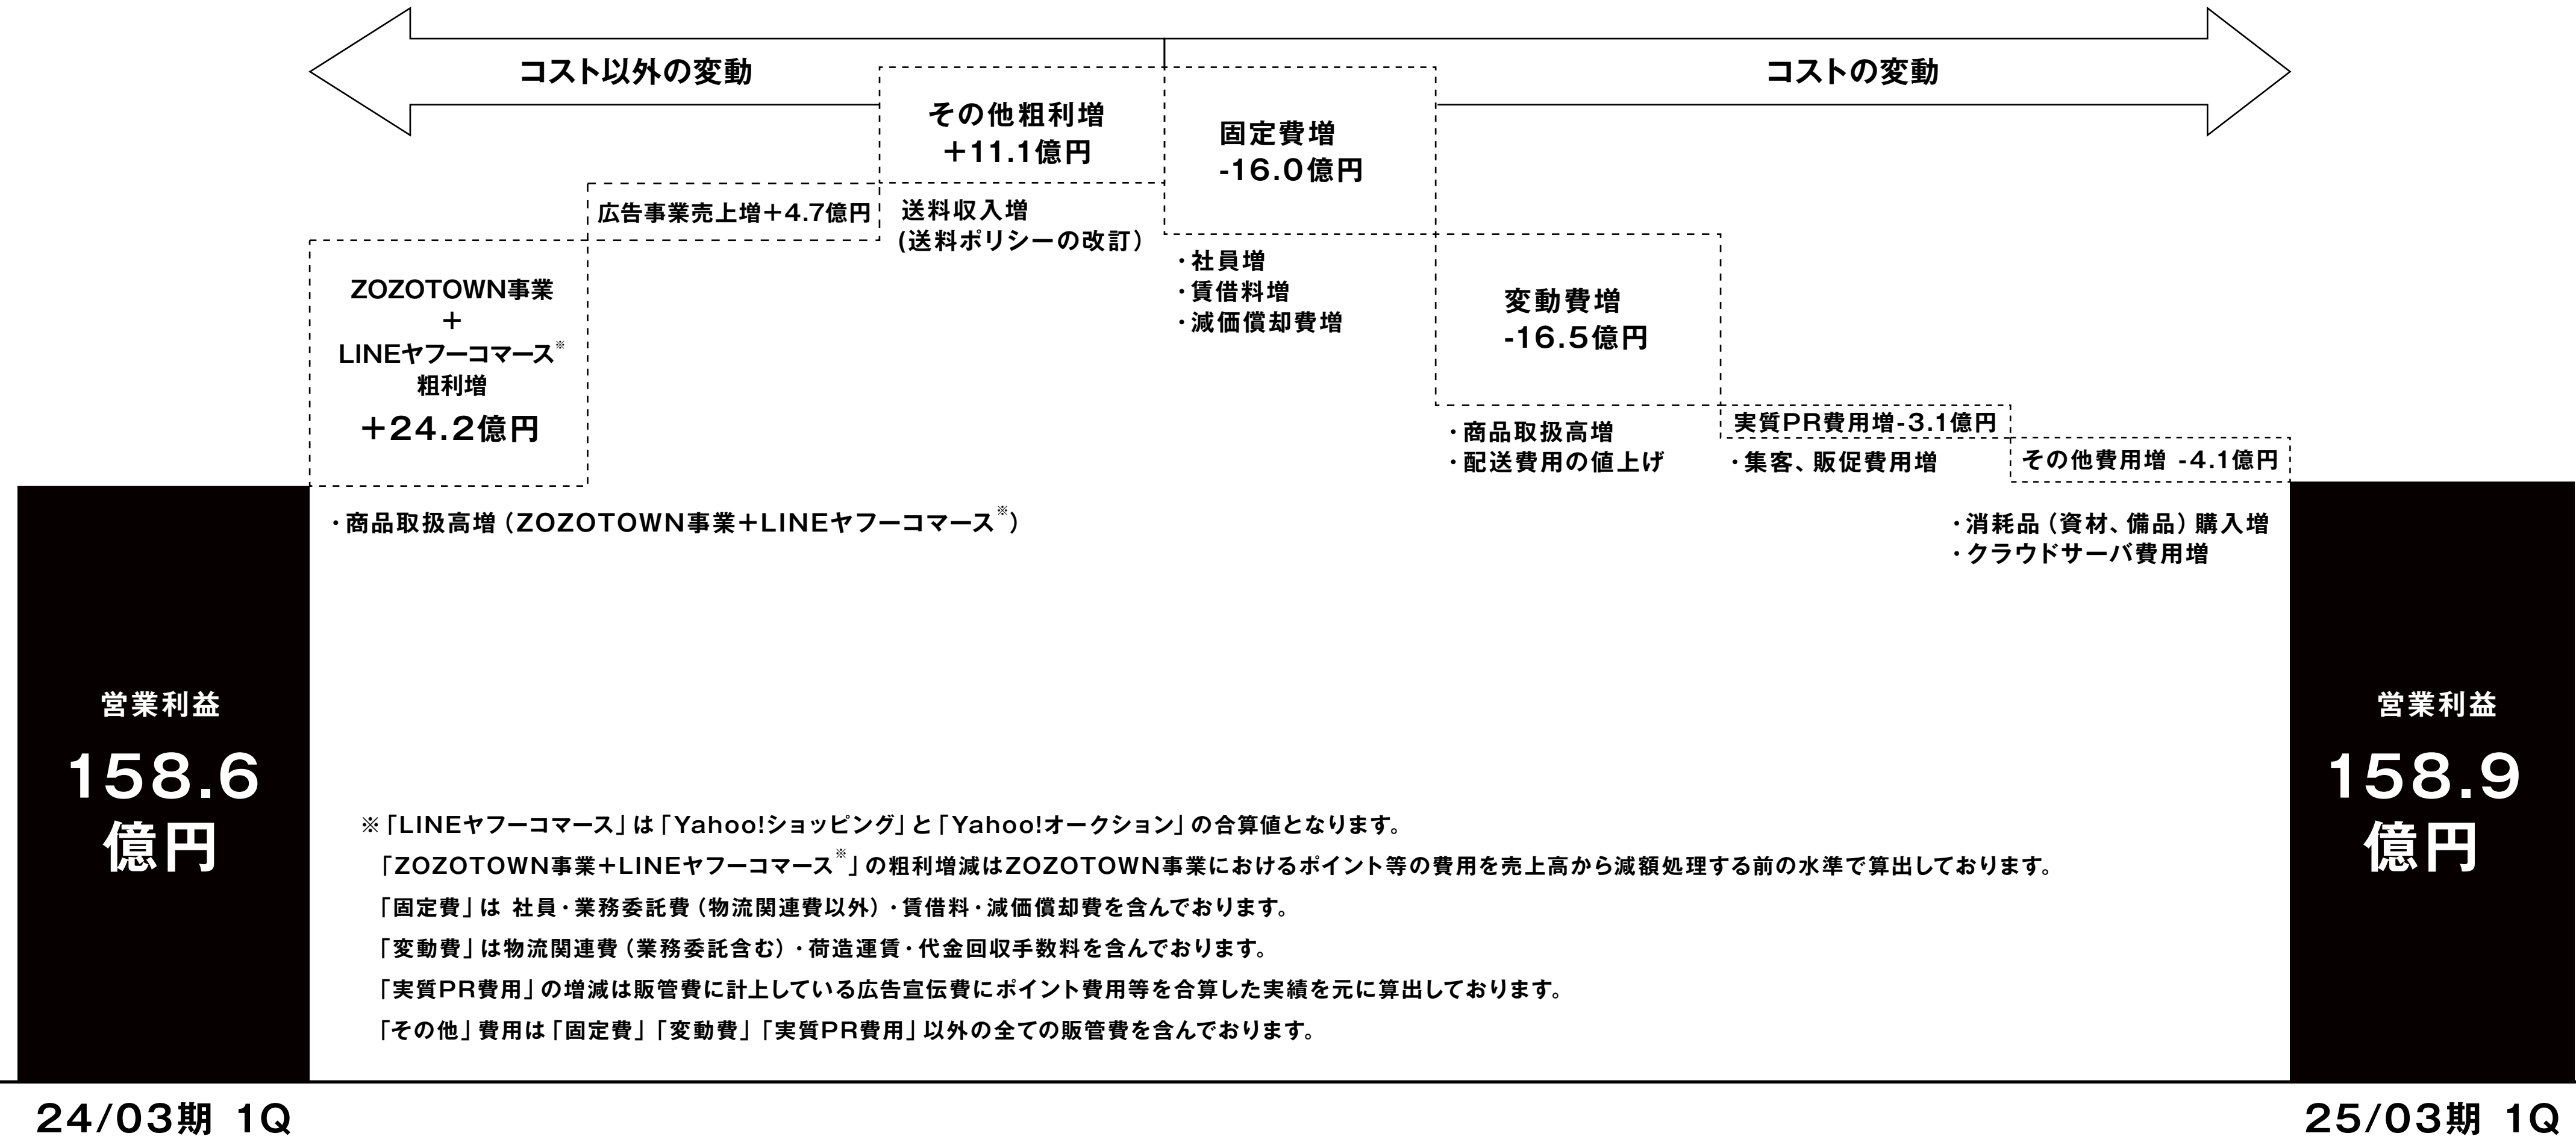 コスト以外の変動
コストの変動
その他粗利増
+11.1億円
固定費増
-16.0億円
広告事業売上増+4.7億円
送料収入増
(送料ポリシーの改訂)
・社員増
・賃借料増
・減価償却費増
ZOZOTOWN事業
+
LINEヤフーコマース※
粗利増
+24.2億円
変動費増
-16.5億円
・商品取扱高増
・配送費用の値上げ
実質PR費用増-3.1億円
・集客、販促費用増
その他費用増 -4.1億円
・商品取扱高増（ZOZOTOWN事業+LINEヤフーコマース※）
・消耗品（資材、備品）購入増
・クラウドサーバ費用増
営業利益
158.6
億円
営業利益
158.9
億円
※「LINEヤフーコマース」は「Yahoo!ショッピング」と「Yahoo!オークション」の合算値となります。
「ZOZOTOWN事業+LINEヤフーコマース※」の粗利増減はZOZOTOWN事業におけるポイント等の費用を売上高から減額処理する前の水準で算出しております。
「固定費」は 社員・業務委託費（物流関連費以外）・賃借料・減価償却費を含んでおります。
「変動費」は物流関連費（業務委託含む）・荷造運賃・代金回収手数料を含んでおります。
「実質PR費用」の増減は販管費に計上している広告宣伝費にポイント費用等を合算した実績を元に算出しております。
「その他」費用は「固定費」「変動費」「実質PR費用」以外の全ての販管費を含んでおります。
24/03期 1Q
25/03期 1Q